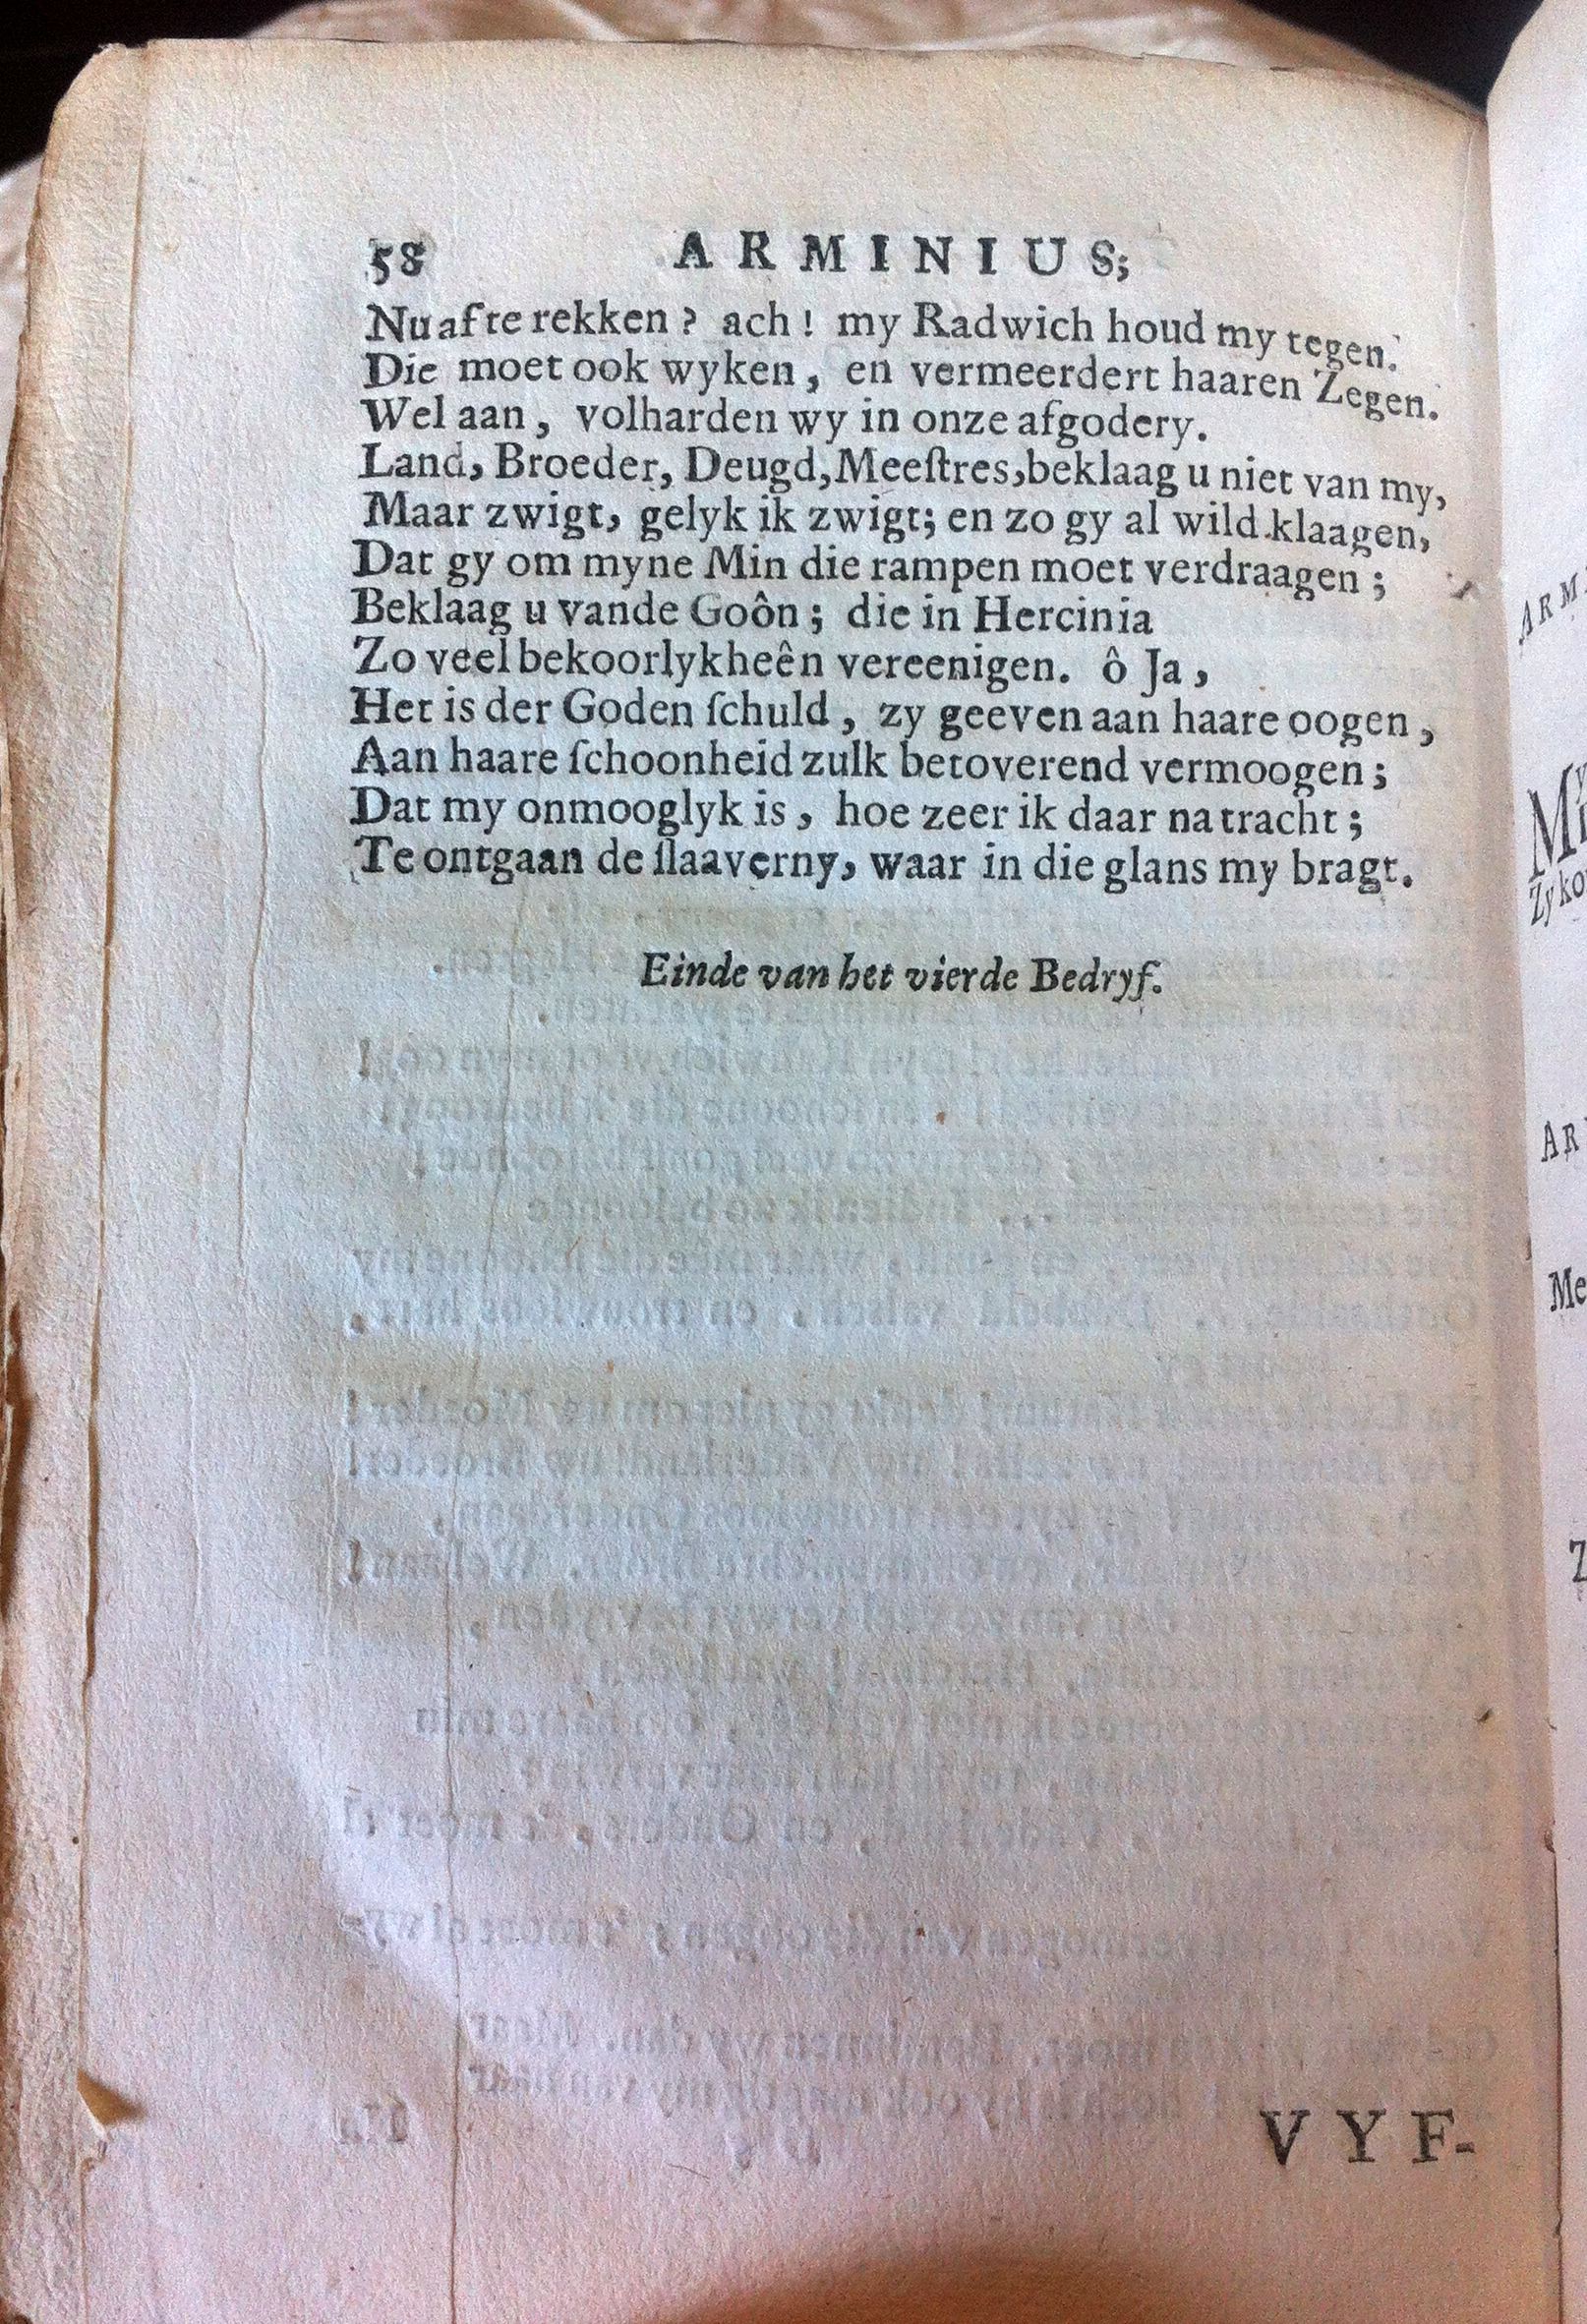 58 ARMINIUS;
Nu af te rekken? ach! my Radwich houd my tegen.
Die moet ook wyken, en vermeerdert haaren Zegen.
Wel aan, volharden wy in onze afgodery.
Land, Broeder, Deugd, Meeſtres, beklaag u niet van my,
Maar zwigt, gelyk ik zwigt; en zo gy al wild klaagen,
Dat gy om myne Min die rampen moet verdraagen;
Beklaag u vande Goôn; die in Hercinia
Zo veel bekoorlykheên vereenigen. ô Ja,
Het is der Goden ſchuld, zy geeven aan haare oogen,
Aan haare ſchoonheid zulk betoverend vermoogen;
Dat my onmooglyk is, hoe zeer ik daar na tracht;
Te ontgaan de ſlaaverny, waar in die glans my bragt.
Einde van het vierde Bedryf.
VYF-